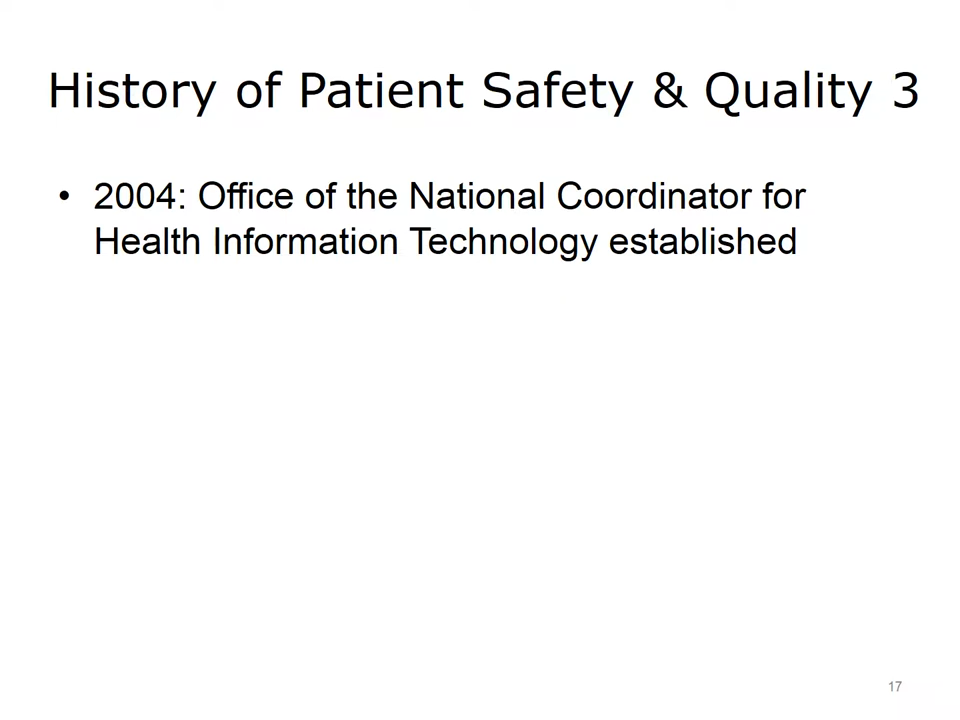 History of Patient Safety & Quality 3
• 2004: Office of the National Coordinator for
Health Information Technology established
17